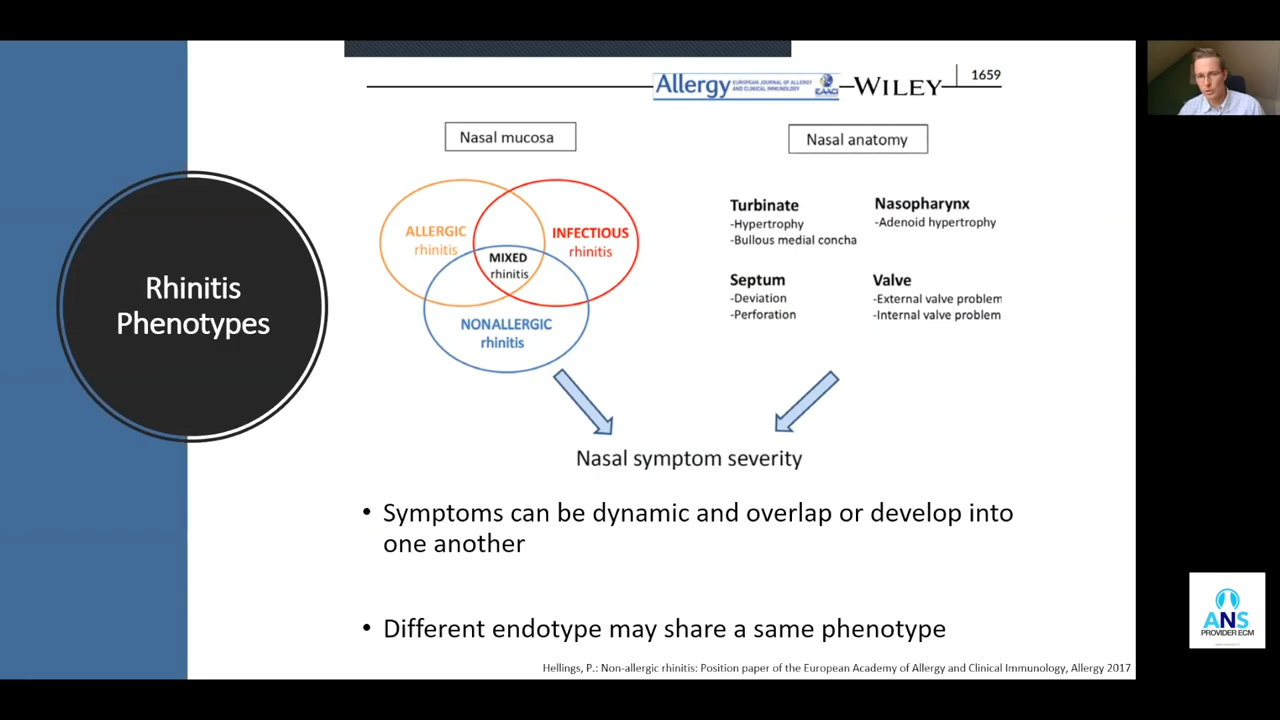 Rhinitis
Phenotypes
Allergy EUROPEAN JOURNAL OF ALLERGY
AND CLINICAL IMMUNOLOGY EAACI WILEY 1659
Nasal mucosa
Nasal anatomy
ALLERGIC
rhinitis
INFECTIOUS
rhinitis
MIXED
rhinitis
NONALLERGIC
rhinitis
Turbinate
-Hypertrophy
-Bullous medial concha
Nasopharynx
-Adenoid hypertrophy
Septum
-Deviation
-Perforation
Valve
-External valve problem
-Internal valve problem
Nasal symptom severity
• Symptoms can be dynamic and overlap or develop into
one another
• Different endotype may share a same phenotype
Hellings, P.: Non-allergic rhinitis: Position paper of the European Academy of Allergy and Clinical Immunology, Allergy 2017
ANS
PROVIDER ECM